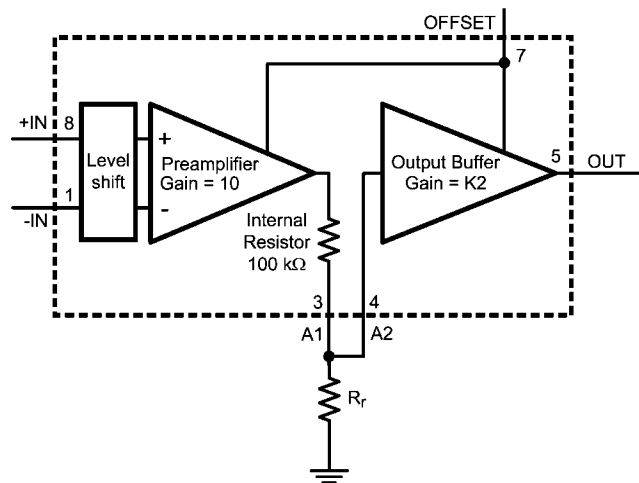 OFFSET
7
+IN
8
Level
shift
1
-IN
+
-
Preamplifier
Gain = 10
Output Buffer
Gain = K2
5
OUT
Internal
Resistor
100 kΩ
3
4
A1
A2
Rr